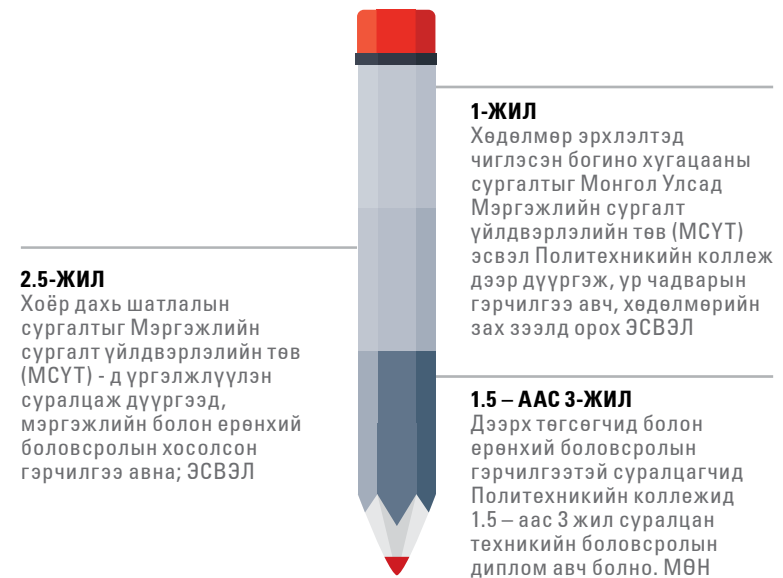 1-ЖИЛ
Хөдөлмөр эрхлэлтэд
чиглэсэн богино хугацааны
сургалтыг Монгол Улсад
Мэргэжлийн сургалт
үйлдвэрлэлийн төв (МСҮТ)
эсвэл Политехникийн коллеж
дээр дүүргэж, ур чадварын
гэрчилгээ авч, хөдөлмөрийн
зах зээлд орох ЭСВЭЛ
2.5-ЖИЛ
Хоёр дахь шатлалын
сургалтыг Мэргэжлийн
сургалт үйлдвэрлэлийн төв
(МСҮТ) - д үргэлжлүүлэн
суралцаж дүүргээд,
мэргэжлийн болон ерөнхий
боловсролын хосолсон
гэрчилгээ авна; ЭСВЭЛ
1.5 – ААС 3-ЖИЛ
Дээрх төгсөгчид болон
ерөнхий боловсролын
гэрчилгээтэй суралцагчид
Политехникийн коллежид
1.5 – аас 3 жил суралцан
техникийн боловсролын
диплом авч болно. МӨН